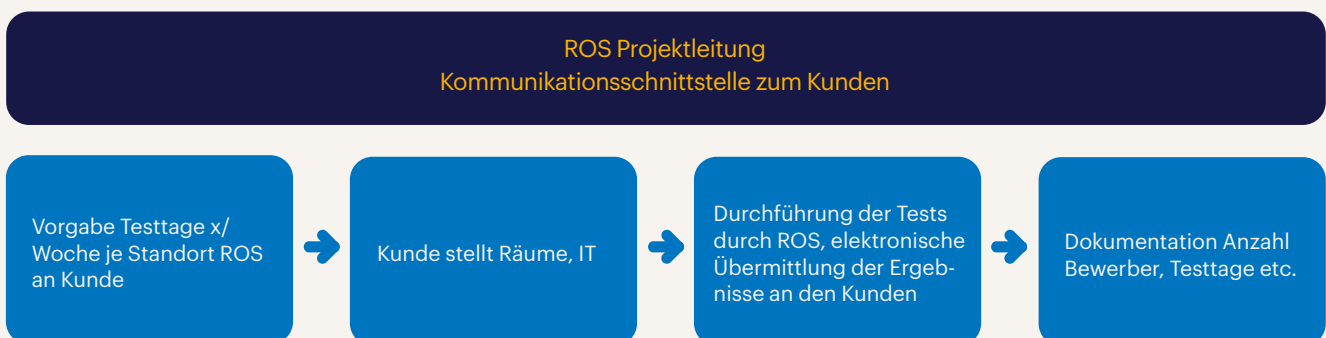 ROS Projektleitung
Kommunikationsschnittstelle zum Kunden
Vorgabe Testtage x/
Woche je Standort ROS
an Kunde
Kunde stellt Räume, IT
Durchführung der Tests
durch ROS, elektronische
Übermittlung der Ergeb-
nisse an den Kunden
Dokumentation Anzahl
Bewerber, Testtage etc.